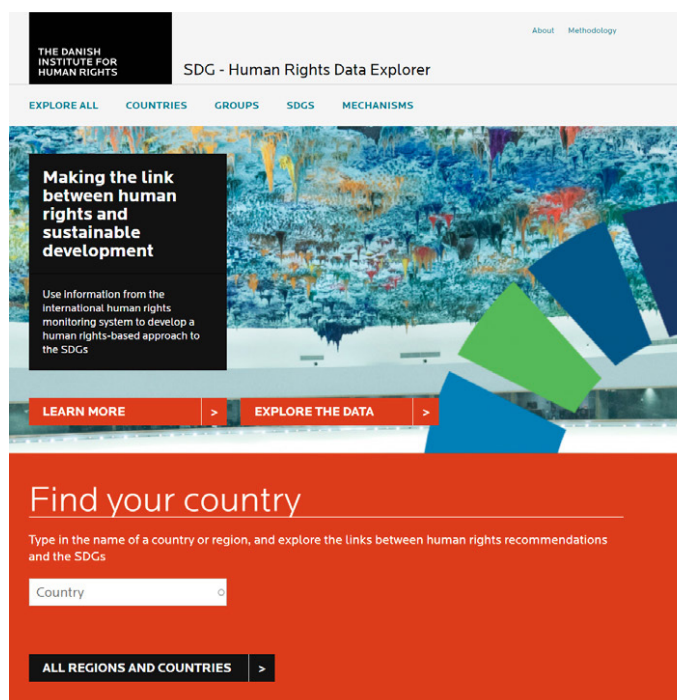 About Methodology
THE DANISH
INSTITUTE FOR
HUMAN RIGHTS
SDG - Human Rights Data Explorer
EXPLORE ALL COUNTRIES GROUPS SDGS MECHANISMS
Making the link
between human
rights and
sustainable
development
Use information from the
international human rights
monitoring system to develop a
human rights-based approach to
the SDGs
LEARN MORE > EXPLORE THE DATA >
Find your country
Type in the name of a country or region, and explore the links between human rights recommendations
and the SDGs
Country
ALL REGIONS AND COUNTRIES >